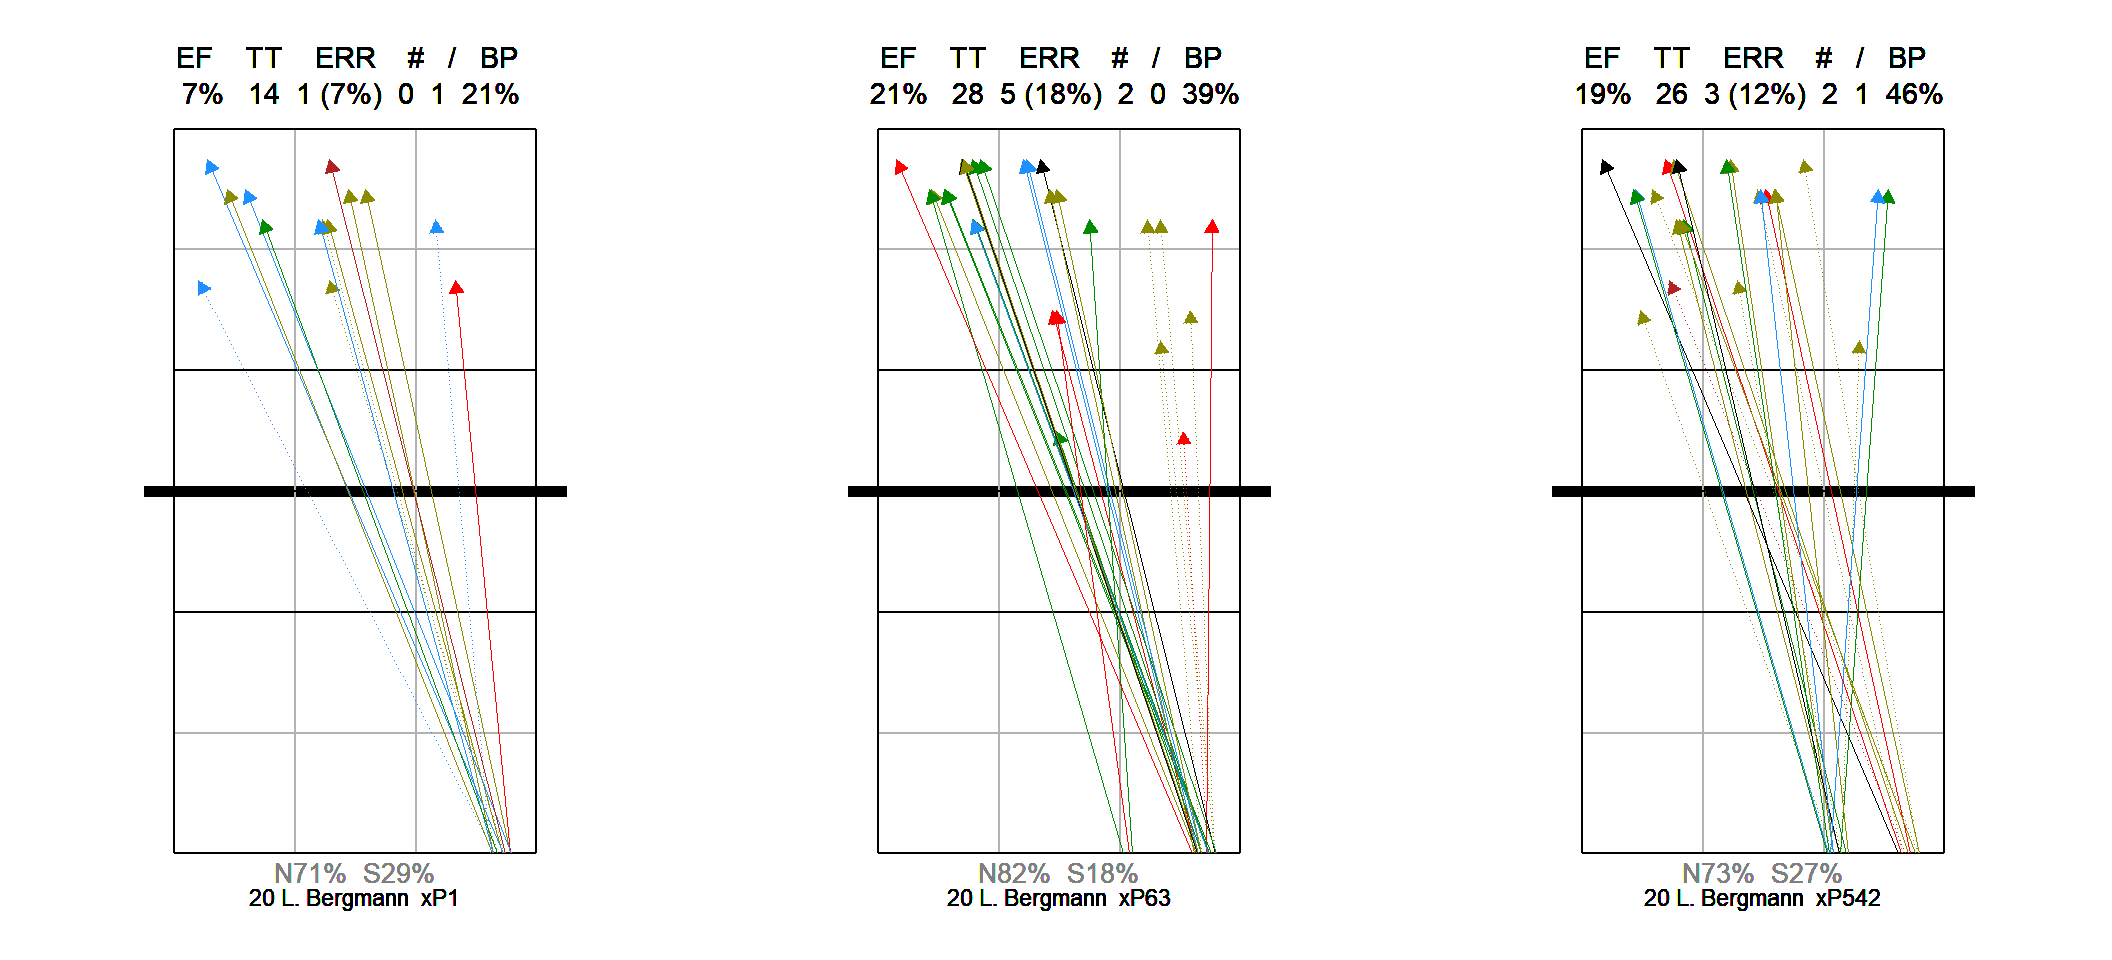 EF TT ERR # / BP
7% 14 1 (7%) 0 1 21%
N71% S29%
20 L. Bergmann xP1
EF TT ERR # / BP
21% 28 5 (18%) 2 0 39%
N82% S18%
20 L. Bergmann xP63
EF TT ERR # / BP
19% 26 3 (12%) 2 1 46%
N73% S27%
20 L. Bergmann xP542